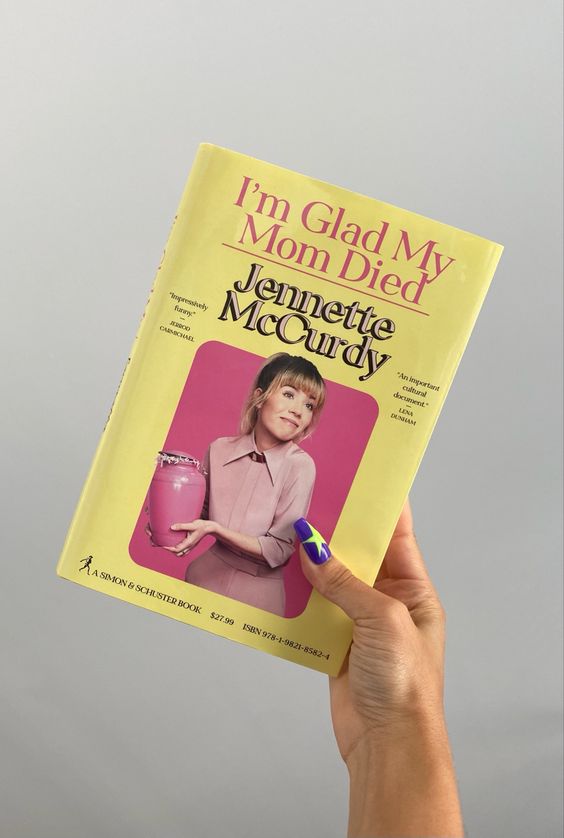 I'm Glad My
Mom Died
Jennette
McCurdy
"Impressively
funny."
—
JERROD
CARMICHAEL
"An important
cultural
document."
LENA
DUNHAM
A SIMON & SCHUSTER BOOK $27.99 ISBN 978-1-9821-8582-4